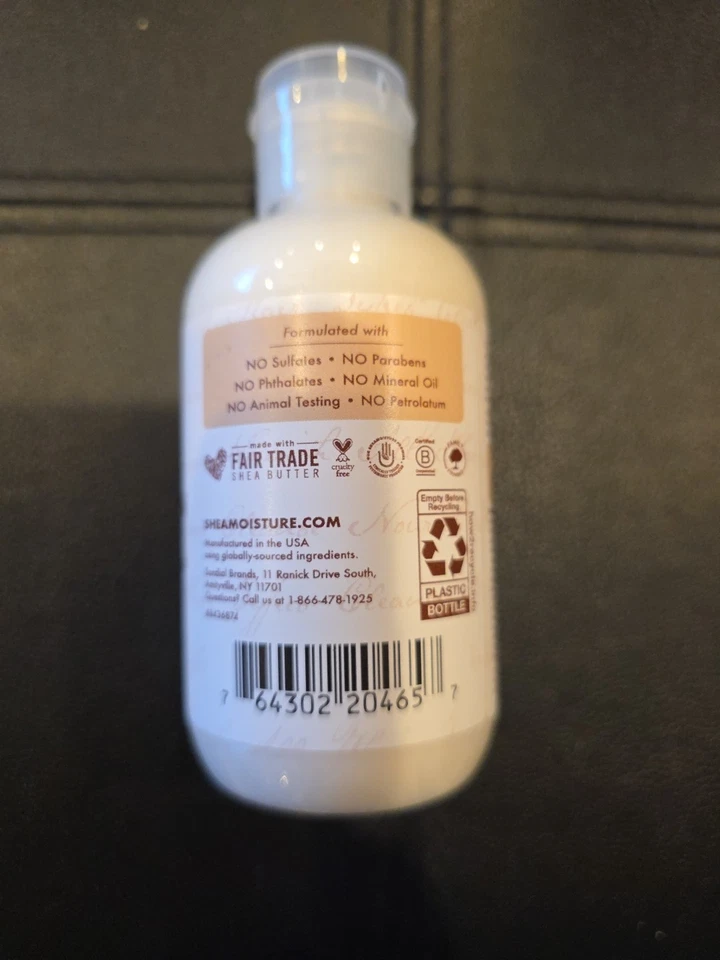 Formulated with
NO Sulfates • NO Parabens
NO Phthalates • NO Mineral Oil
NO Animal Testing • NO Petrolatum
made with
FAIR TRADE
SHEA BUTTER
cruelty
free
Certified
B
SHEAMOISTURE.COM
Manufactured in the USA
using globally-sourced ingredients.
Sundial Brands, 11 Ranick Drive South,
Amityville, NY 11701
Questions? Call us at 1-866-478-1925
Empty Before
Recycling
PLASTIC
BOTTLE
how2recycle.info
7 64302 20465 7